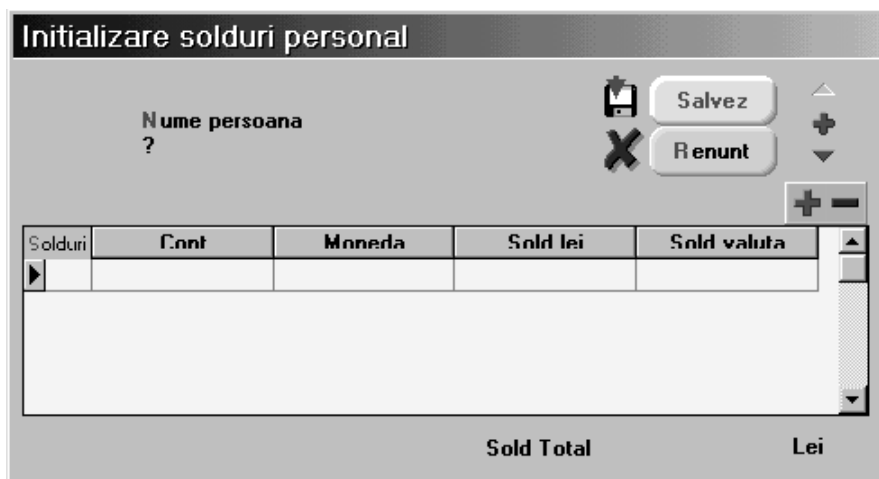 Initializare solduri personal
Nume persoana
?
Salvez
Renunt
Solduri Cont Moneda Sold lei Sold valuta
Sold Total Lei